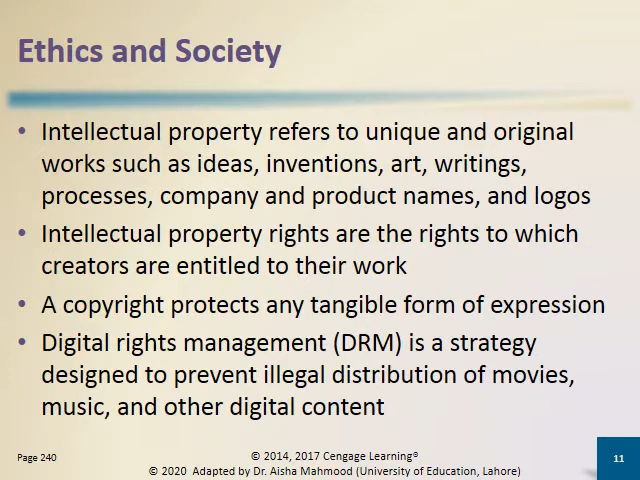 Ethics and Society
• Intellectual property refers to unique and original
works such as ideas, inventions, art, writings,
processes, company and product names, and logos
• Intellectual property rights are the rights to which
creators are entitled to their work
• A copyright protects any tangible form of expression
• Digital rights management (DRM) is a strategy
designed to prevent illegal distribution of movies,
music, and other digital content
Page 240
© 2014, 2017 Cengage Learning®
© 2020 Adapted by Dr. Aisha Mahmood (University of Education, Lahore)
11